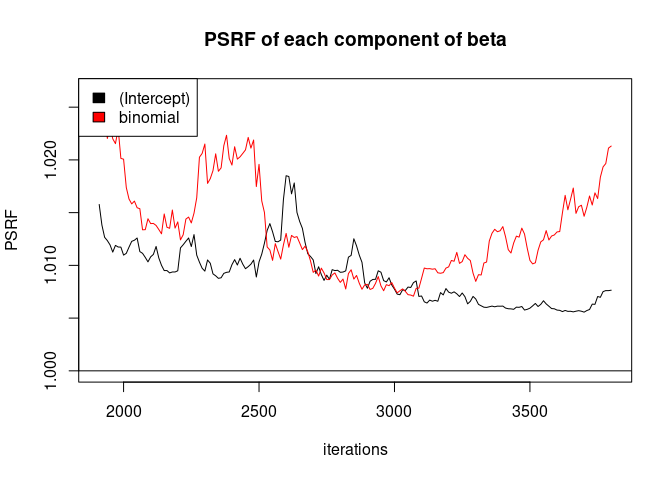 PSRF of each component of beta
(Intercept)
binomial
PSRF
1.020
1.010
1.000
2000 2500 3000 3500
iterations